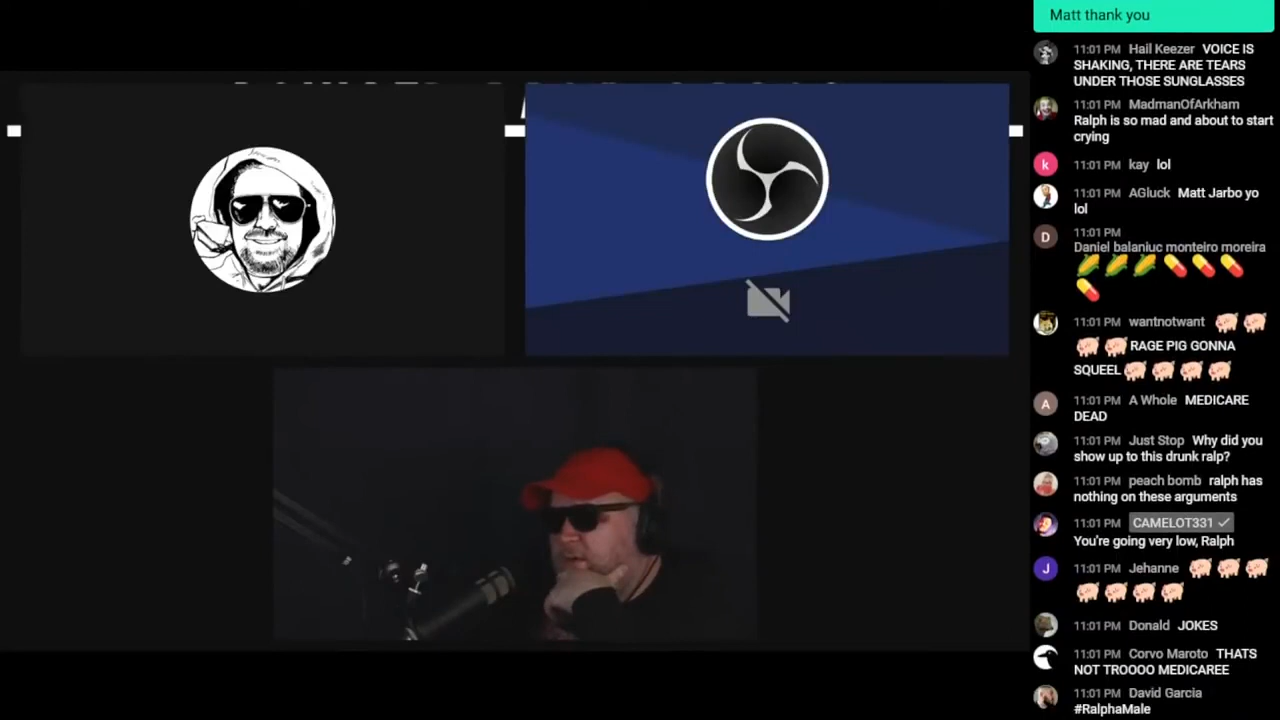 Matt thank you
11:01 PM Hail Keezer VOICE IS
SHAKING, THERE ARE TEARS
UNDER THOSE SUNGLASSES
11:01 PM MadmanOfArkham
Ralph is so mad and about to start
crying
k 11:01 PM kay lol
11:01 PM AGluck Matt Jarbo yo
lol
11:01 PM
D Daniel balaniuc monteiro moreira
🌽🌽🌽💊💊💊
💊
11:01 PM wantnotwant 🐖🐖
🐖🐖RAGE PIG GONNA
SQUEEL🐖🐖🐖🐖
A 11:01 PM A Whole MEDICARE
DEAD
11:01 PM Just Stop Why did you
show up to this drunk ralp?
11:01 PM peach bomb ralph has
nothing on these arguments
11:01 PM CAMELOT331 ✓
You're going very low, Ralph
J 11:01 PM Jehanne 🐖🐖🐖
🐖🐖🐖🐖
11:01 PM Donald JOKES
11:01 PM Corvo Maroto THATS
NOT TROOOO MEDICAREE
11:01 PM David Garcia
#RalphaMale